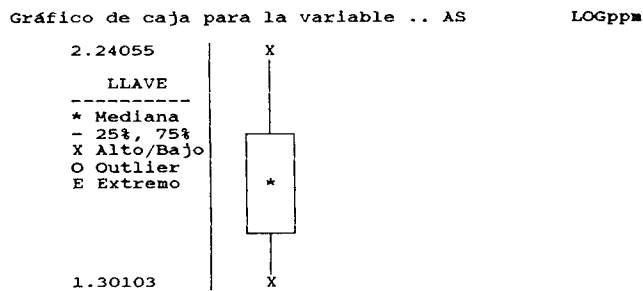 Gráfico de caja para la variable .. AS LOGppm
2.24055 X
LLAVE
----------
* Mediana
- 25%, 75%
X Alto/Bajo
O Outlier
E Extremo *
1.30103 X